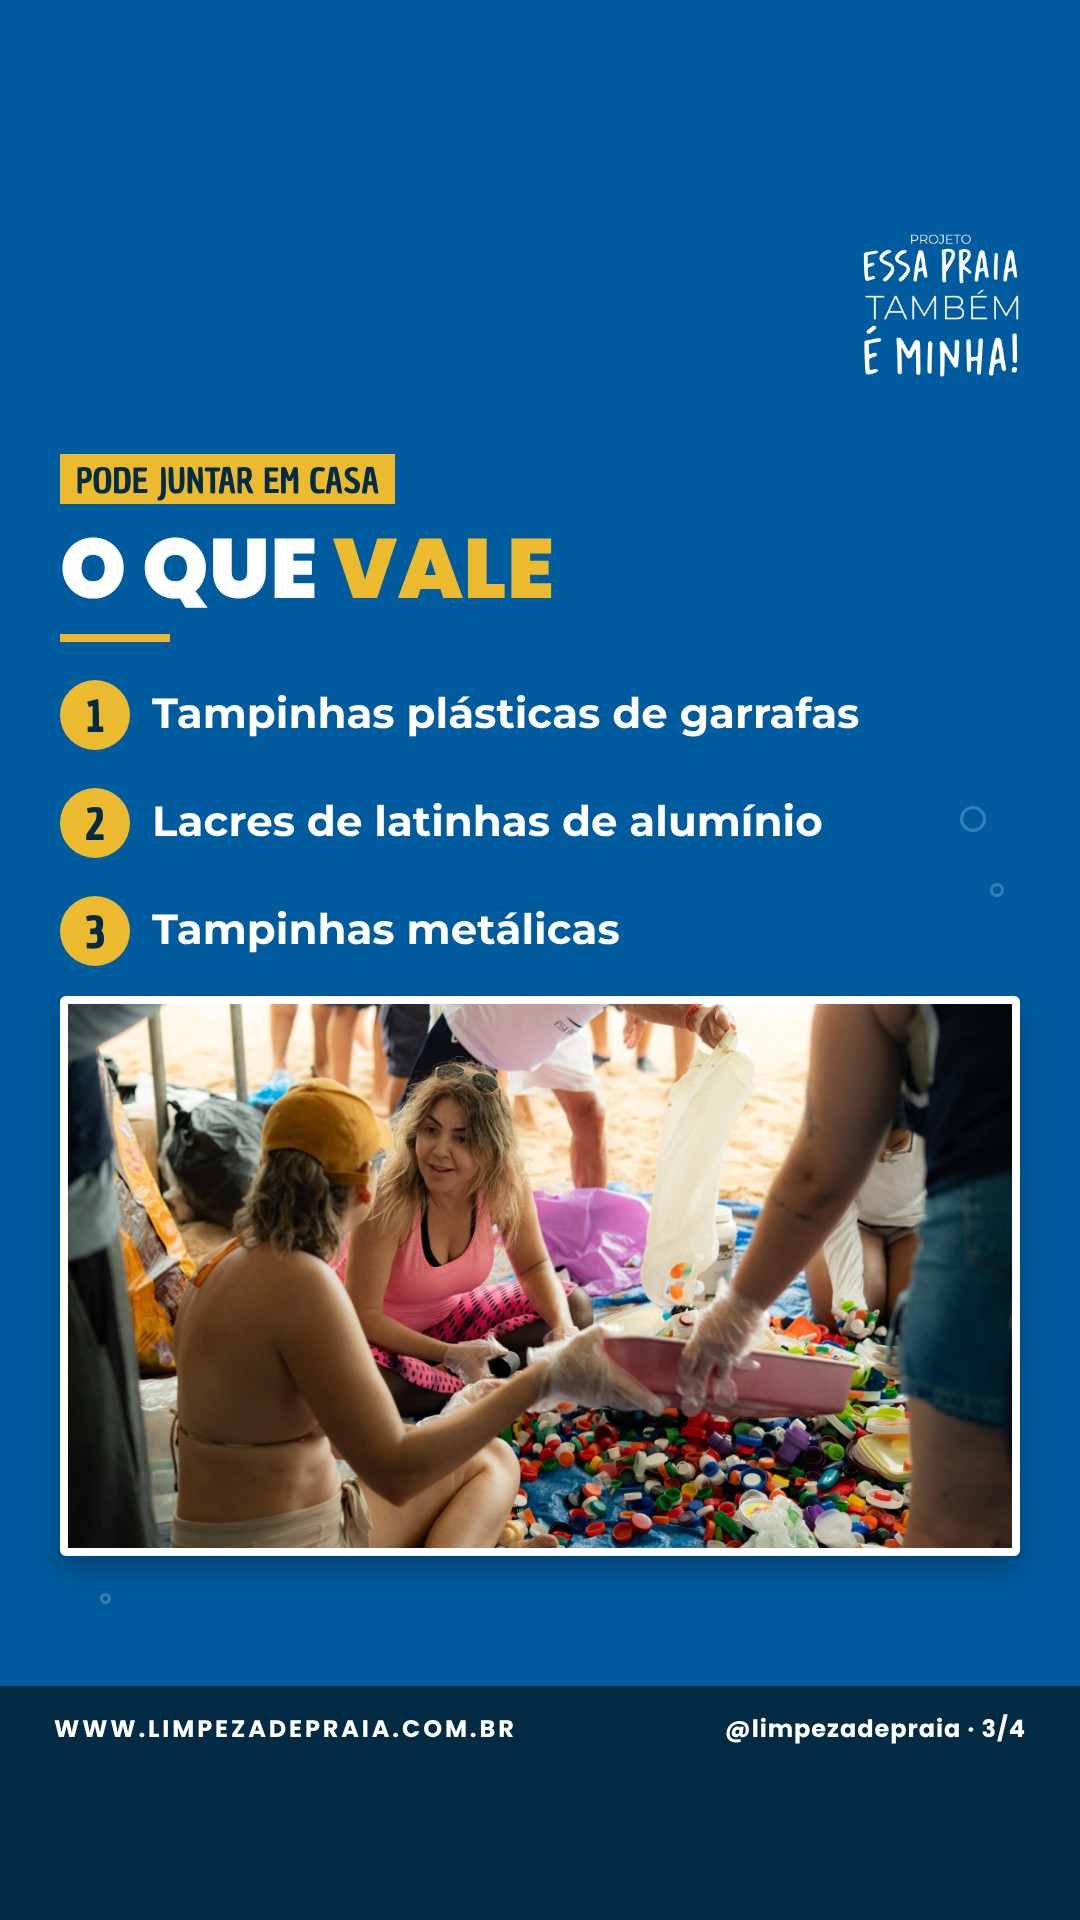 PROJETO
ESSA PRAIA
TAMBÉM
É MINHA!
PODE JUNTAR EM CASA
O QUE VALE
1 Tampinhas plásticas de garrafas
2 Lacres de latinhas de alumínio
3 Tampinhas metálicas
WWW.LIMPEZADEPRAIA.COM.BR
@limpezadepraia · 3/4